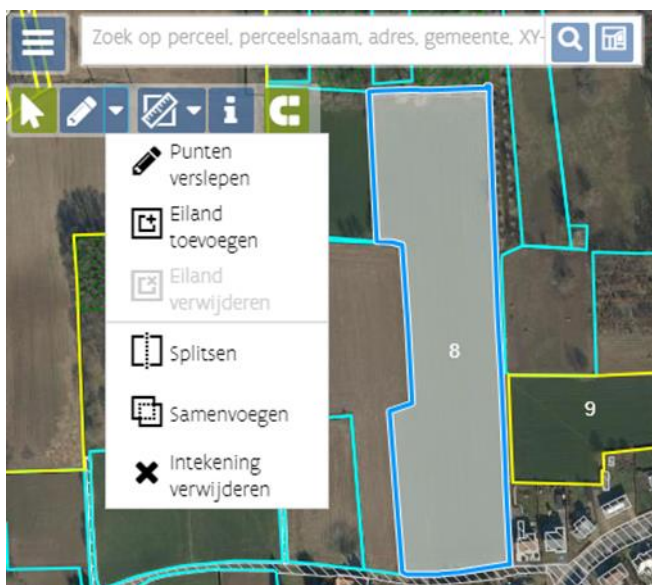 Zoek op perceel, perceelsnaam, adres, gemeente, XY-
Punten
verslepen
Eiland
toevoegen
Eiland
verwijderen
Splitsen
8
Samenvoegen
9
Intekening
verwijderen